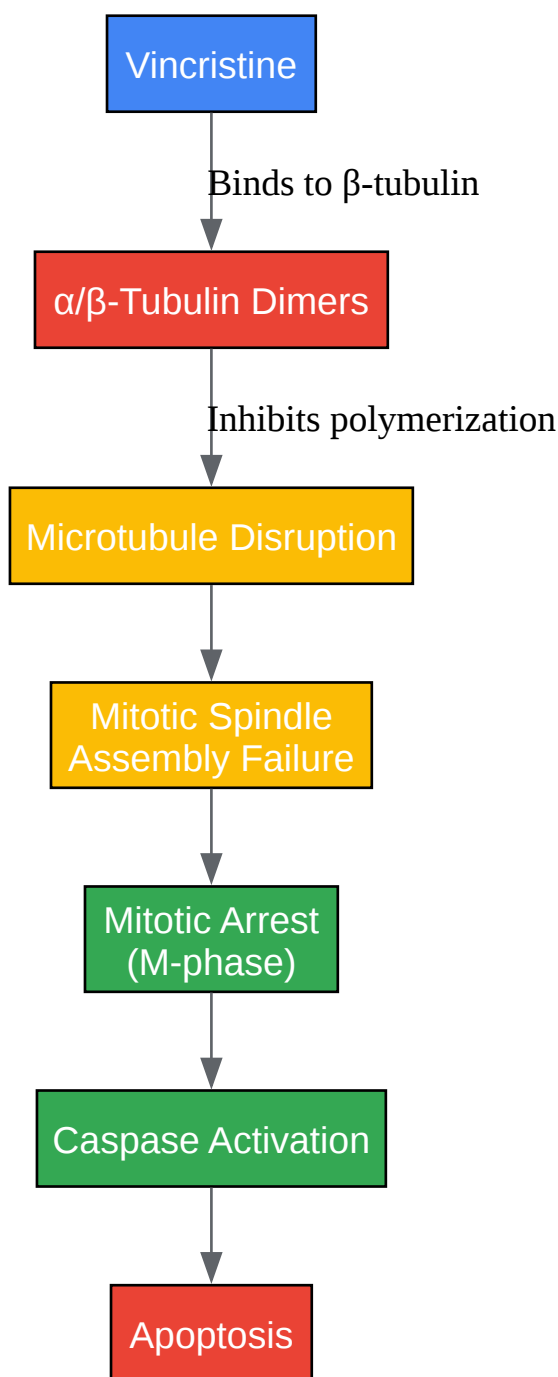 Vincristine
Binds to β-tubulin
α/β-Tubulin Dimers
Inhibits polymerization
Microtubule Disruption
Mitotic Spindle
Assembly Failure
Mitotic Arrest
(M-phase)
Caspase Activation
Apoptosis